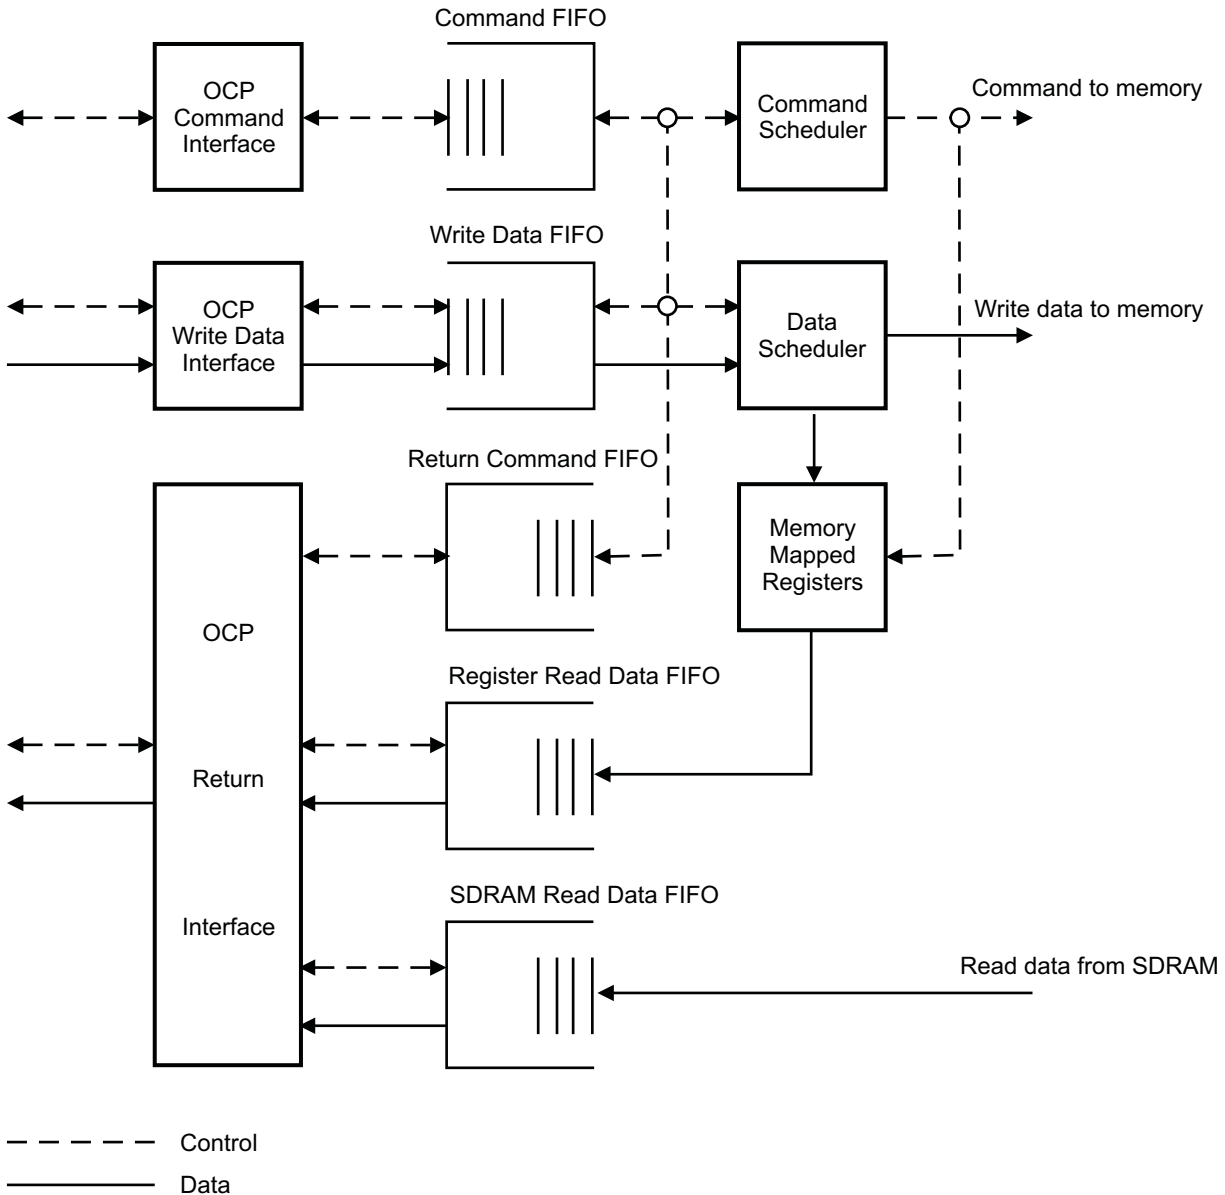 Command FIFO
OCP
Command
Interface
Command
Scheduler
Command to memory
Write Data FIFO
OCP
Write Data
Interface
Data
Scheduler
Write data to memory
Return Command FIFO
Memory
Mapped
Registers
OCP
Return
Interface
Register Read Data FIFO
SDRAM Read Data FIFO
Read data from SDRAM
Control
Data